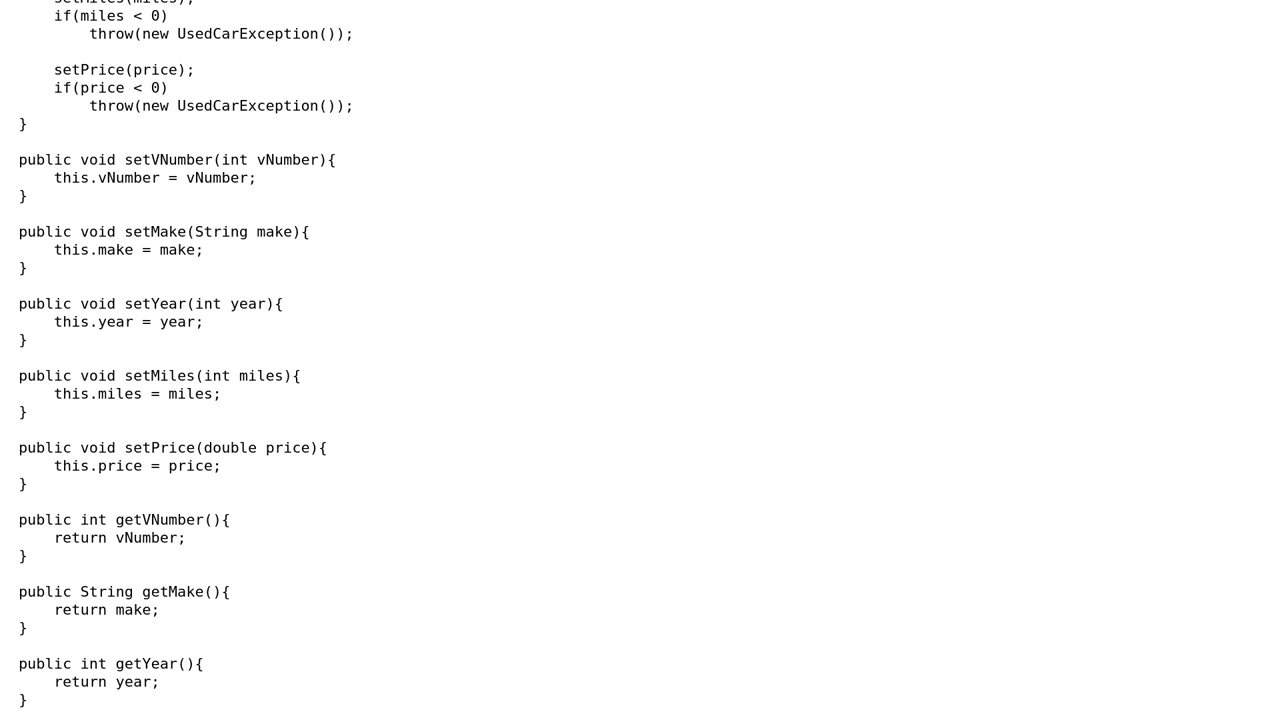 setMiles(miles);
if(miles < 0)
throw(new UsedCarException());
setPrice(price);
if(price < 0)
throw(new UsedCarException());
}
public void setVNumber(int vNumber){
this.vNumber = vNumber;
}
public void setMake(String make){
this.make = make;
}
public void setYear(int year){
this.year = year;
}
public void setMiles(int miles){
this.miles = miles;
}
public void setPrice(double price){
this.price = price;
}
public int getVNumber(){
return vNumber;
}
public String getMake(){
return make;
}
public int getYear(){
return year;
}